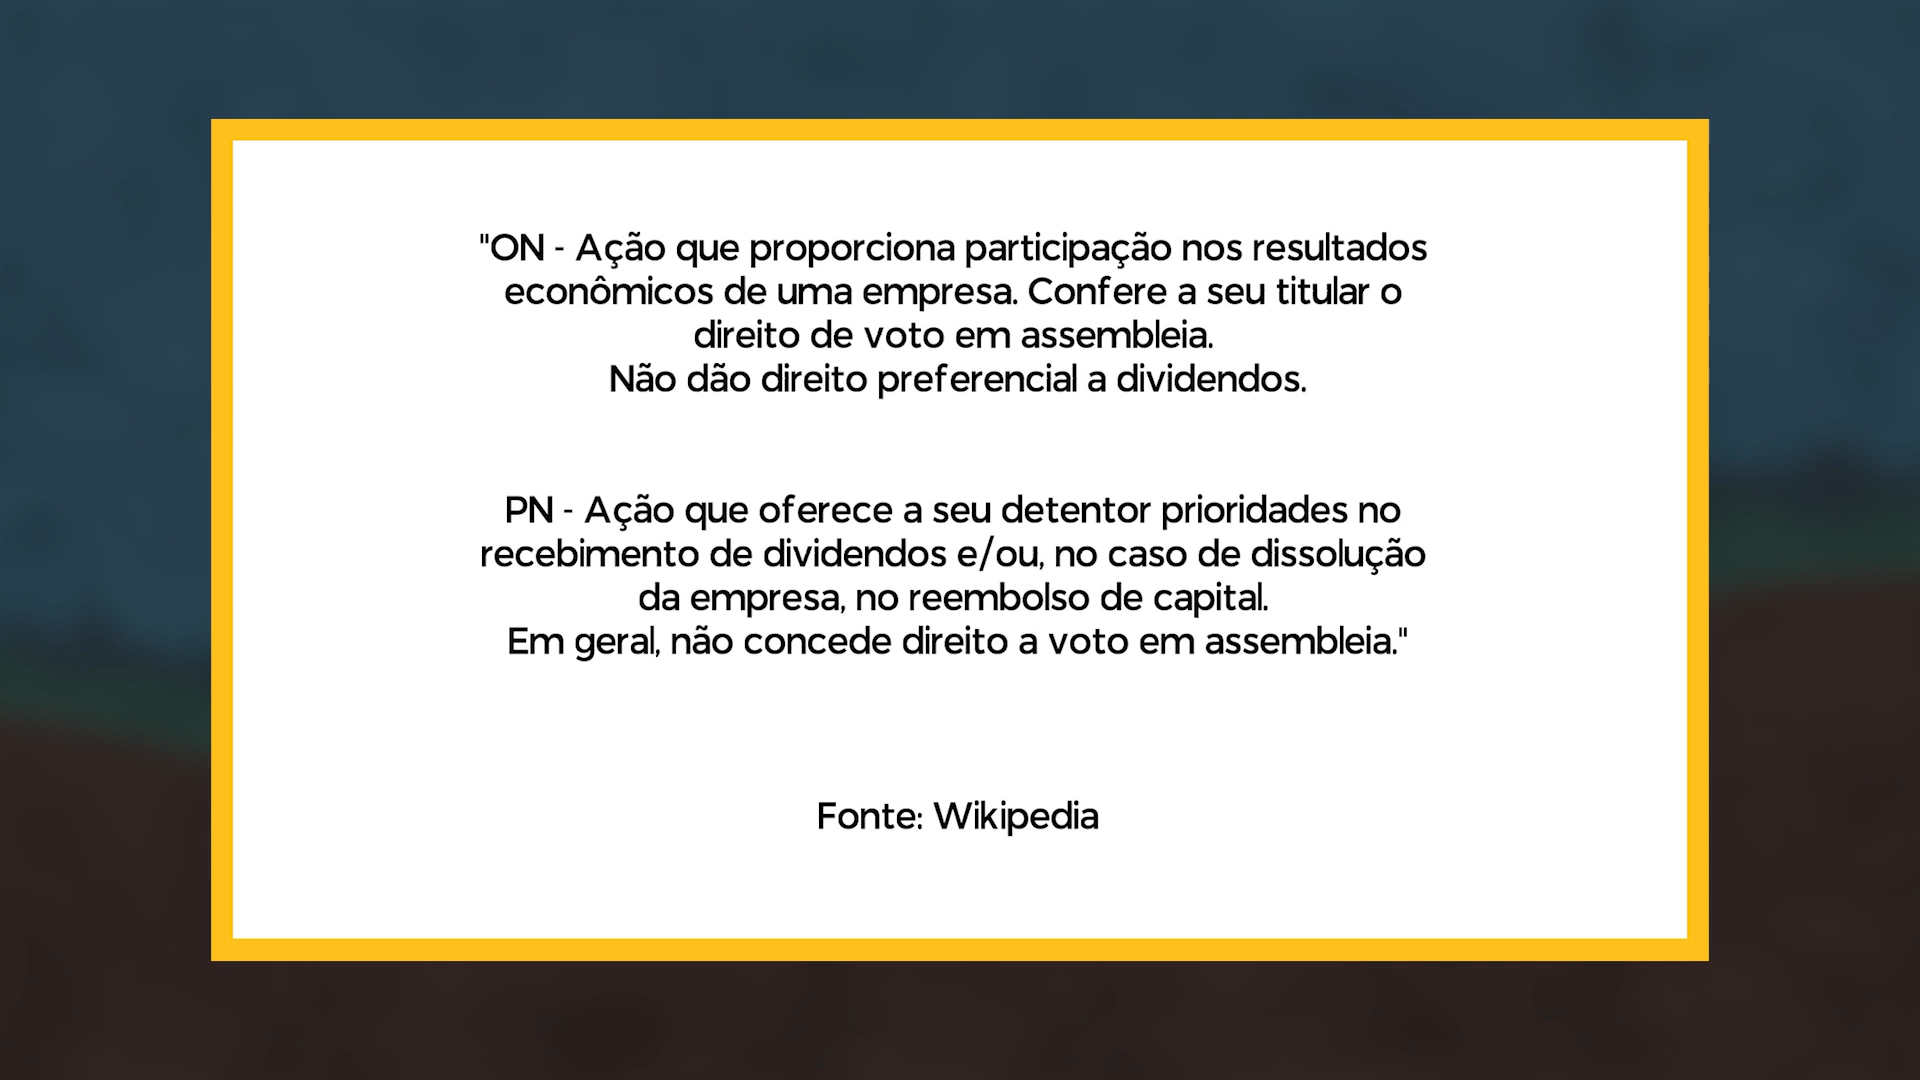 "ON - Ação que proporciona participação nos resultados
econômicos de uma empresa. Confere a seu titular o
direito de voto em assembleia.
Não dão direito preferencial a dividendos.
PN - Ação que oferece a seu detentor prioridades no
recebimento de dividendos e/ou, no caso de dissolução
da empresa, no reembolso de capital.
Em geral, não concede direito a voto em assembleia."
Fonte: Wikipedia